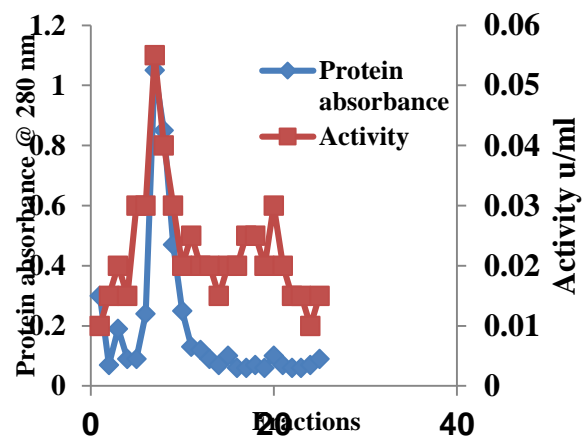 Protein absorbance @ 280 nm
1.2
1
0.8
0.6
0.4
0.2
0
Protein
absorbance
Activity
0.06
0.05
0.04
0.03
0.02
0.01
0
Activity u/ml
0
20
40
Fractions